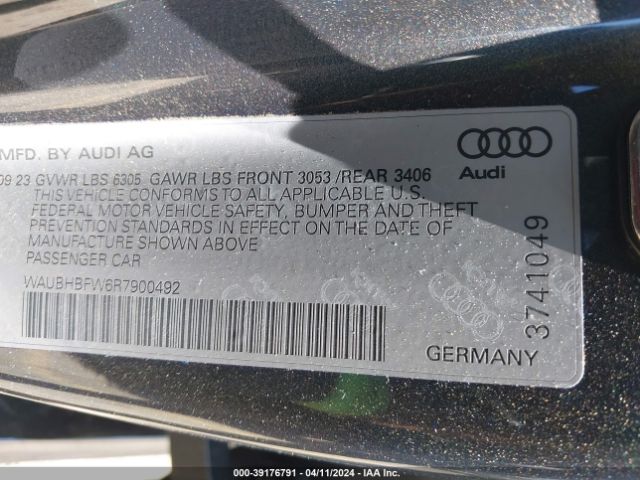 MFD. BY AUDI AG
09 23 GVWR LBS 6305 GAWR LBS FRONT 3053 /REAR 3406
THIS VEHICLE CONFORMS TO ALL APPLICABLE U.S.
FEDERAL MOTOR VEHICLE SAFETY, BUMPER AND THEFT
PREVENTION STANDARDS IN EFFECT ON THE DATE OF
MANUFACTURE SHOWN ABOVE
PASSENGER CAR
WAUBHBFW6R7900492
Audi
3741049
GERMANY
000-39176791 - 04/11/2024 - IAAI.COM